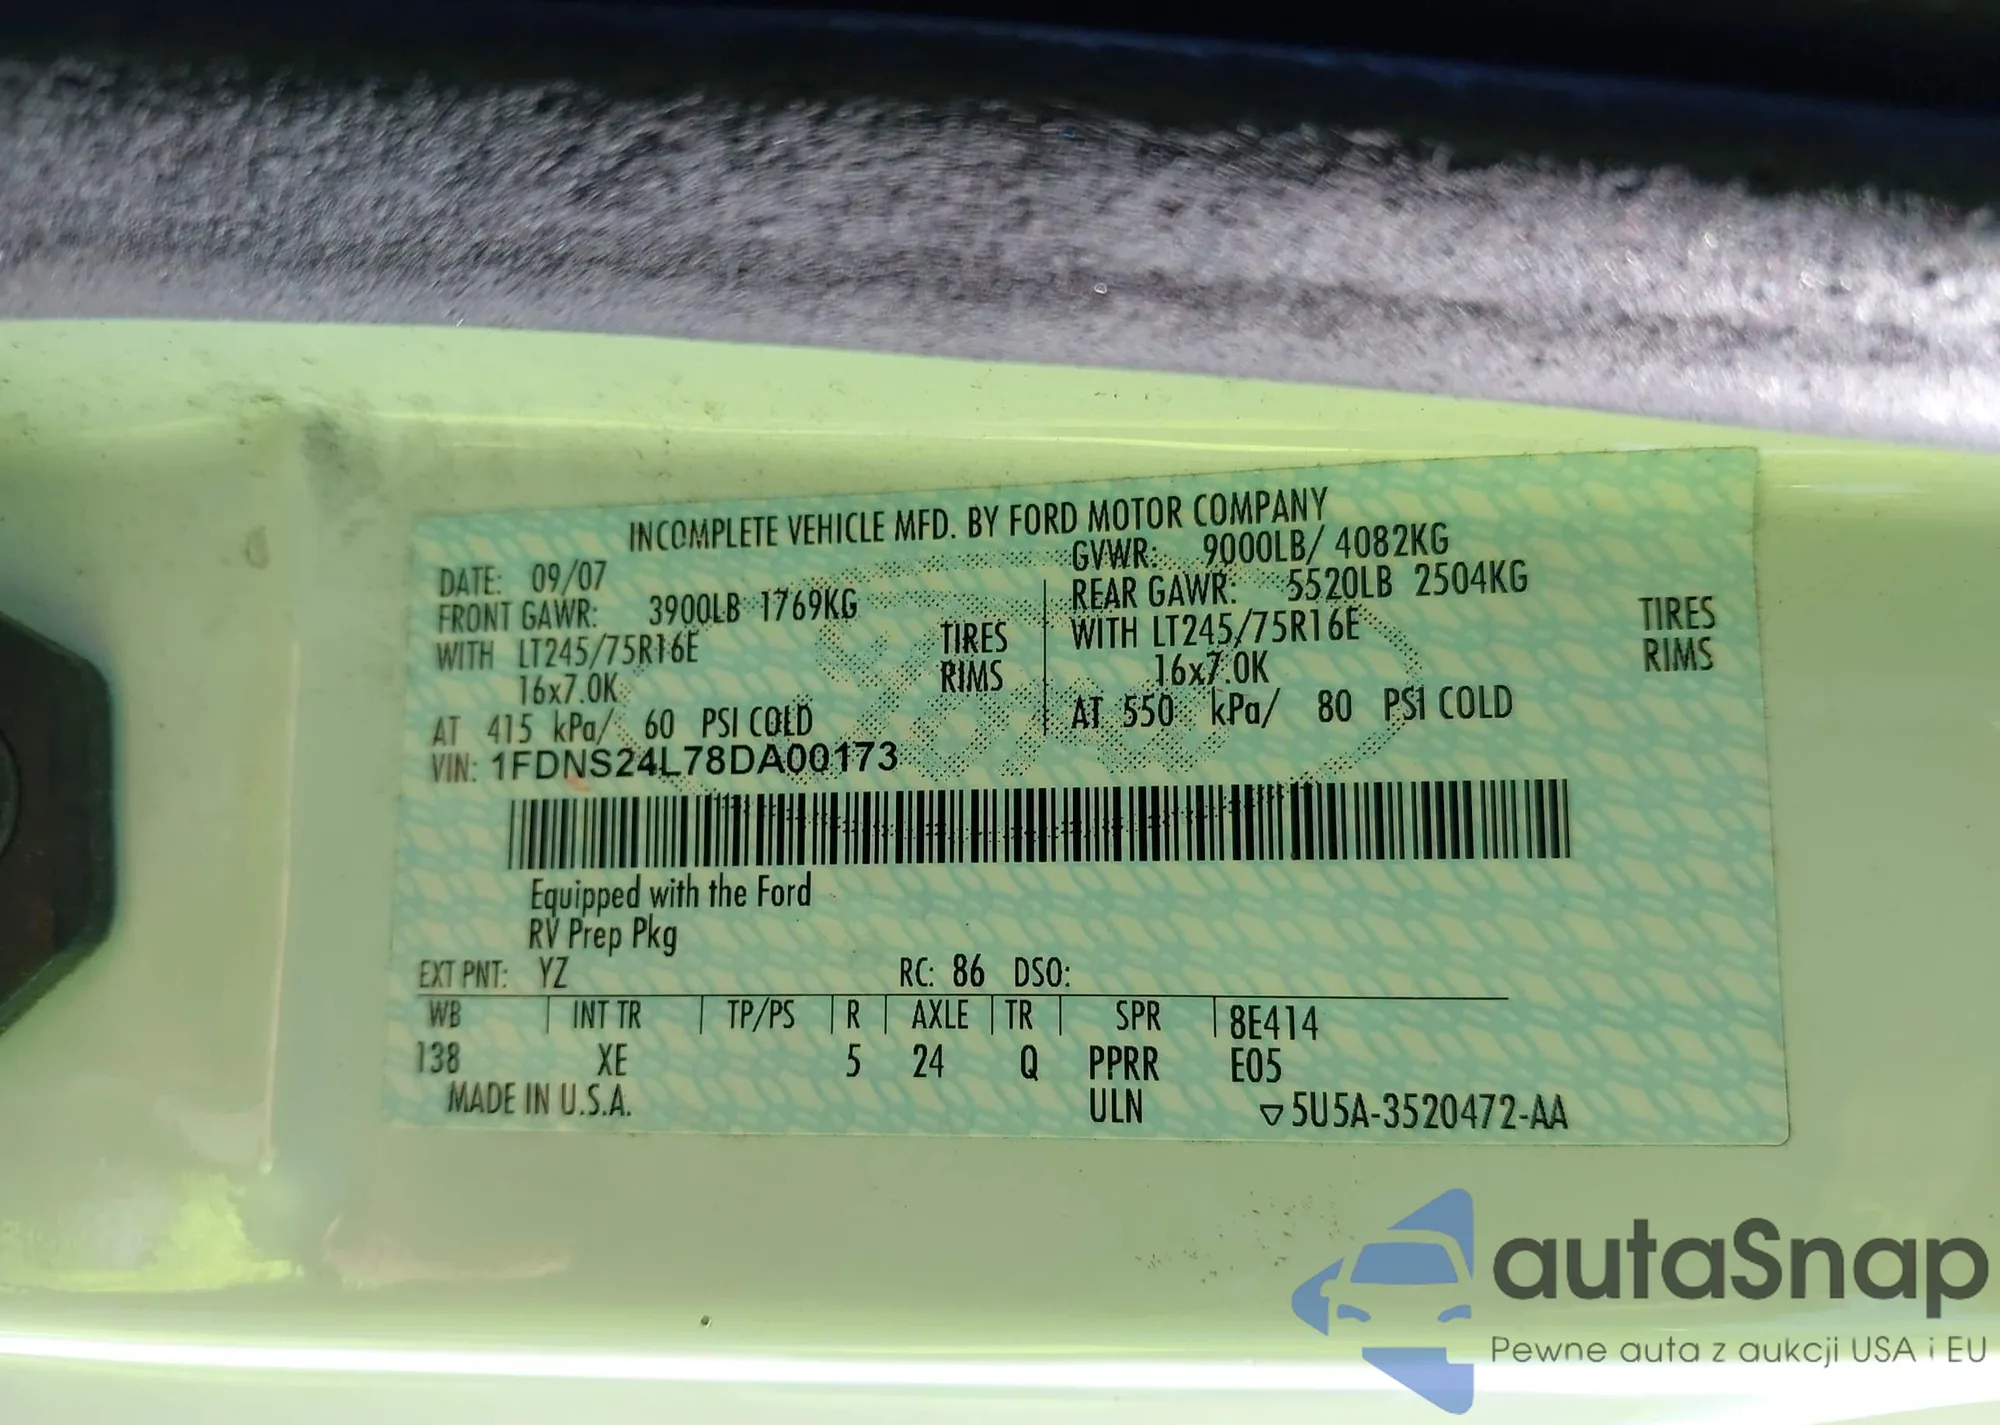 INCOMPLETE VEHICLE MFD. BY FORD MOTOR COMPANY
DATE: 09/07 GVWR: 9000LB/ 4082KG
FRONT GAWR: 3900LB 1769KG REAR GAWR: 5520LB 2504KG
WITH LT245/75R16E TIRES WITH LT245/75R16E TIRES
16x7.0K RIMS 16x7.0K RIMS
AT 415 kPa/ 60 PSI COLD AT 550 kPa/ 80 PSI COLD
VIN: 1FDNS24L78DA00173
Equipped with the Ford
RV Prep Pkg
EXT PNT: YZ RC: 86 DSO:
WB INT TR TP/PS R AXLE TR SPR 8E414
138 XE 5 24 Q PPRR E05
MADE IN U.S.A. ULN ▽5U5A-3520472-AA
autaSnap
Pewne auta z aukcji USA i EU